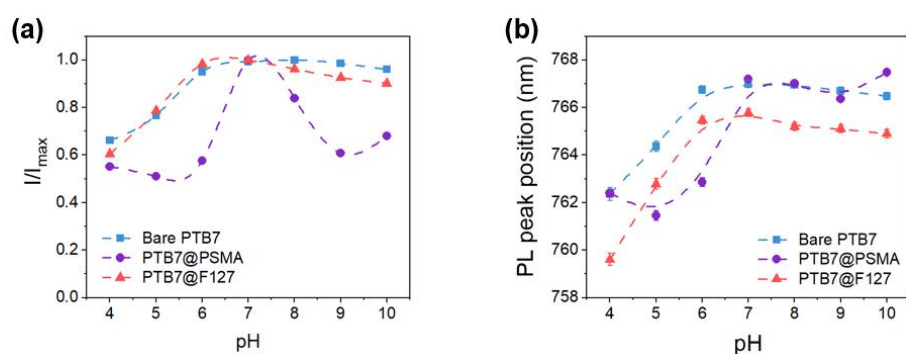 (a)
I/Imax
1.0
0.8
0.6
0.4
0.2
0.0
Bare PTB7
PTB7@PSMA
PTB7@F127
4 5 6 7 8 9 10
pH
(b)
PL peak position (nm)
768
766
764
762
760
758
Bare PTB7
PTB7@PSMA
PTB7@F127
4 5 6 7 8 9 10
pH